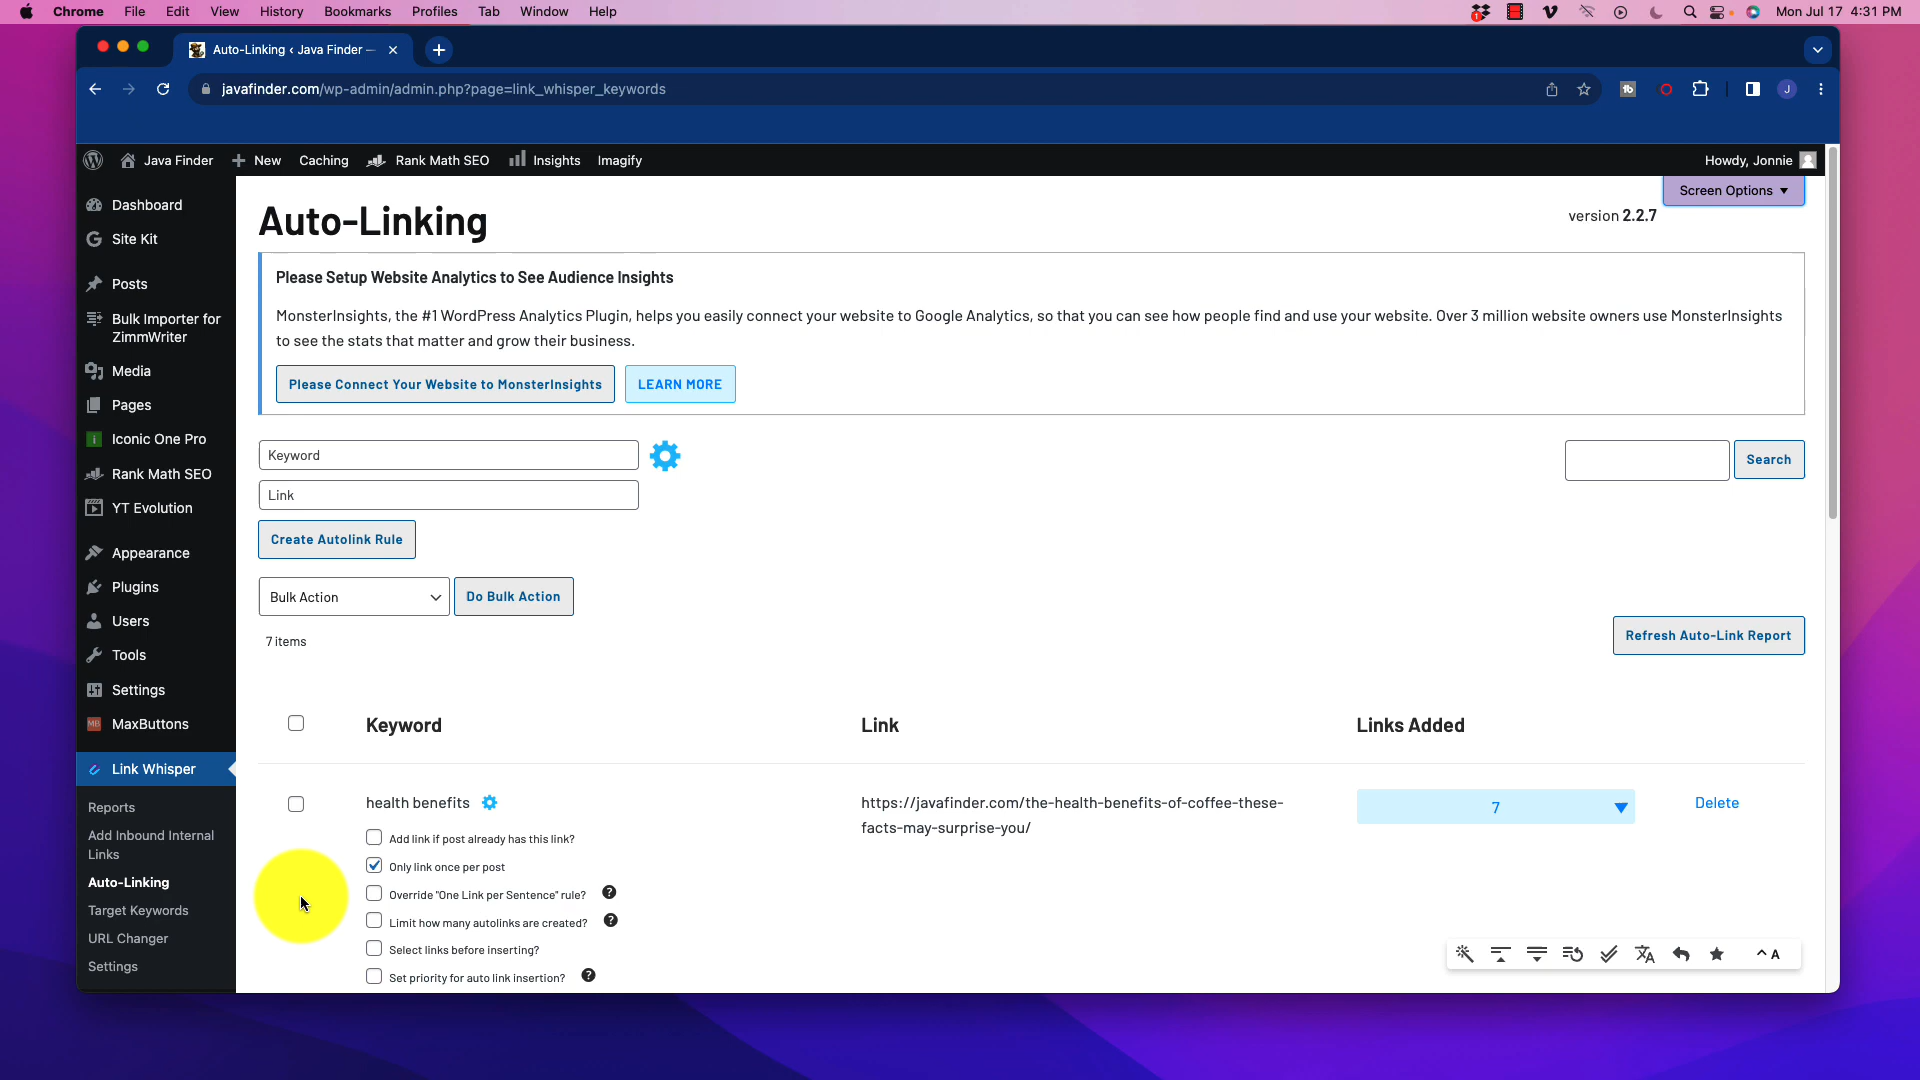 Chrome File Edit View History Bookmarks Profiles Tab Window Help
1
Mon Jul 17 4:31 PM
Auto-Linking ‹ Java Finder —
javafinder.com/wp-admin/admin.php?page=link_whisper_keywords
tb
J
Java Finder New Caching Rank Math SEO Insights Imagify
Howdy, Jonnie
Dashboard
Site Kit
Posts
Bulk Importer for
ZimmWriter
Media
Pages
Iconic One Pro
Rank Math SEO
YT Evolution
Appearance
Plugins
Users
Tools
Settings
MB MaxButtons
Link Whisper
Reports
Add Inbound Internal
Links
Auto-Linking
Target Keywords
URL Changer
Settings
Screen Options
Auto-Linking
version 2.2.7
Please Setup Website Analytics to See Audience Insights
MonsterInsights, the #1 WordPress Analytics Plugin, helps you easily connect your website to Google Analytics, so that you can see how people find and use your website. Over 3 million website owners use MonsterInsights
to see the stats that matter and grow their business.
Please Connect Your Website to MonsterInsights LEARN MORE
Keyword
Search
Link
Create Autolink Rule
Bulk Action Do Bulk Action
7 items
Refresh Auto-Link Report
Keyword Link Links Added
health benefits
https://javafinder.com/the-health-benefits-of-coffee-these-
facts-may-surprise-you/
7
Delete
Add link if post already has this link?
Only link once per post
Override "One Link per Sentence" rule? ?
Limit how many autolinks are created? ?
Select links before inserting?
Set priority for auto link insertion? ?
A